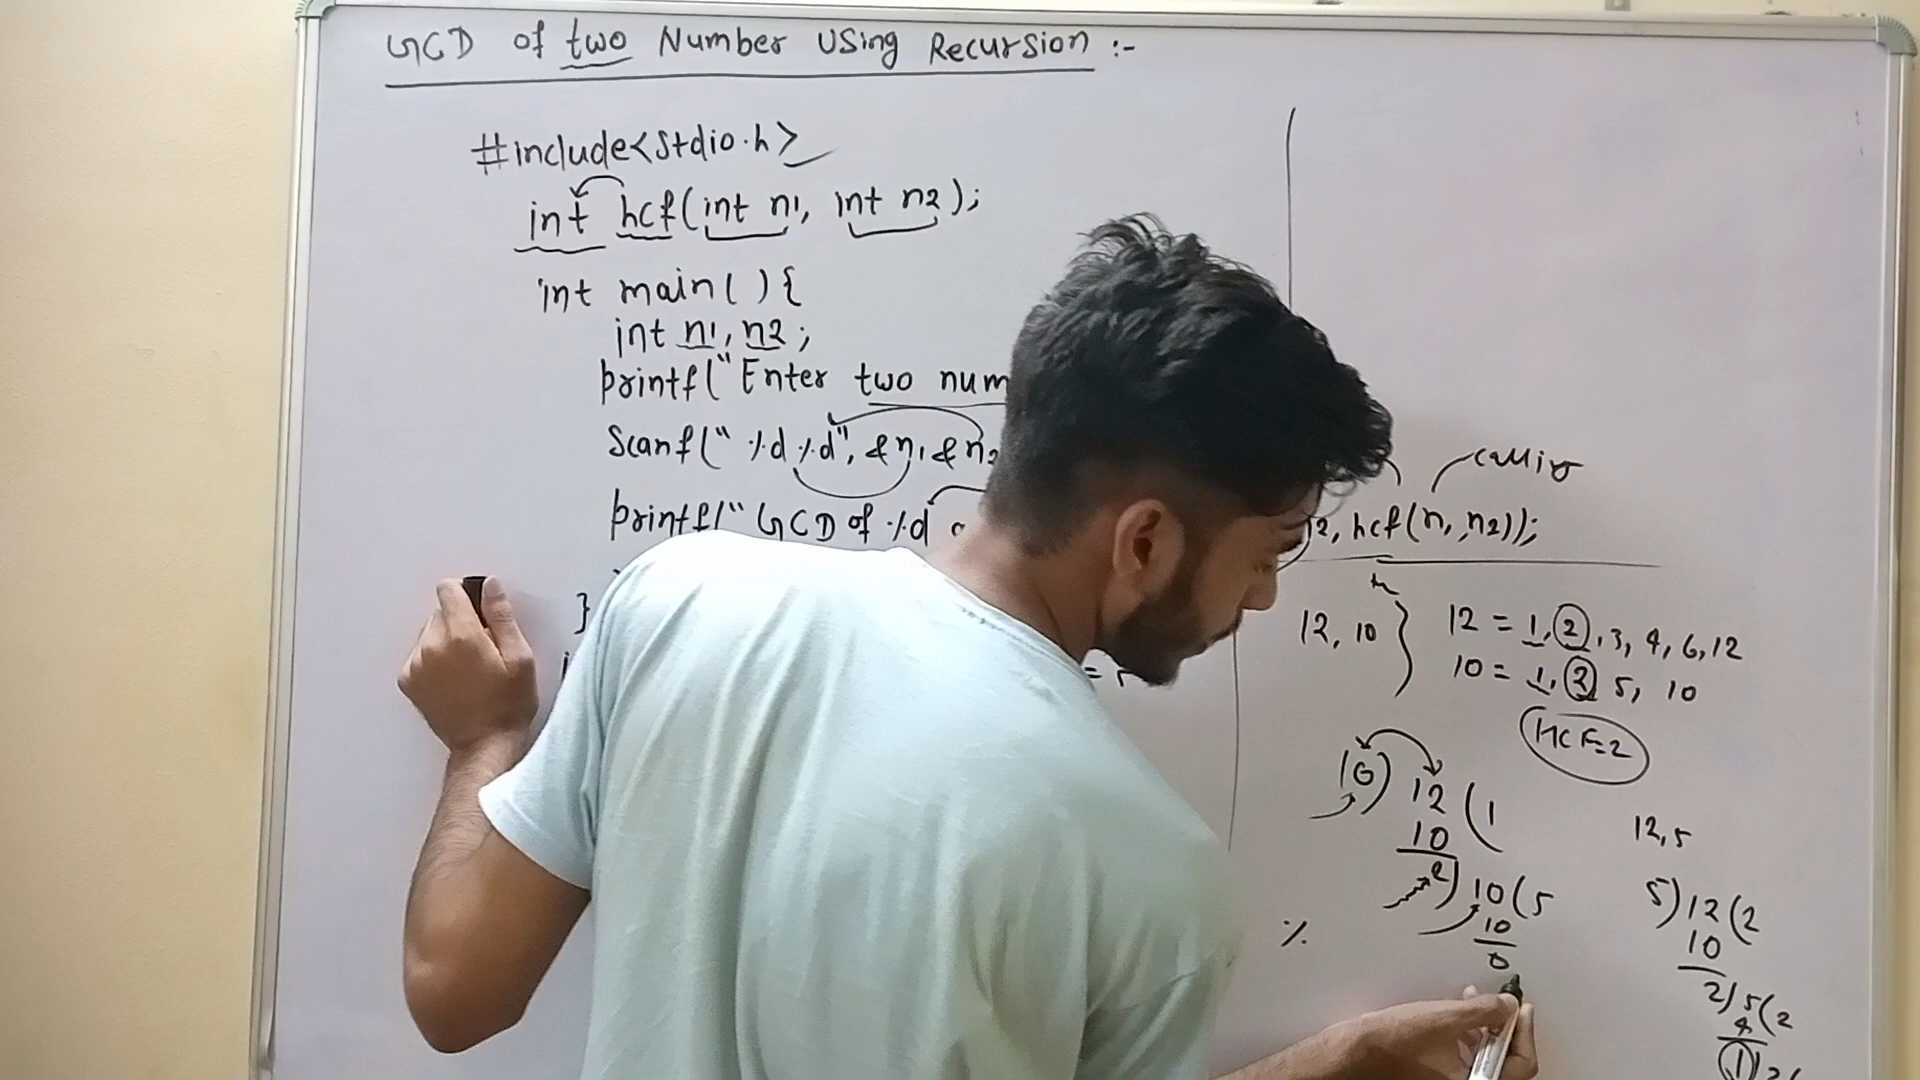 GCD of two Number Using Recursion :-
#include<stdio.h>
int hcf(int n1, int n2);
int main( ) {
int n1, n2;
printf("Enter two num
Scanf(" %d %d", &n1 & n2
printf(" GCD of %d
calling
2, hcf(n1, n2));
}
= 5
12, 10 } 12 = 1, 2, 3, 4, 6, 12
10 = 1, 2 5, 10
HCF=2
10) 12 (1
10
2) 10 (5
10
0
%
12, 5
5) 12 (2
10
2) 5 (2
4
1) 2 (